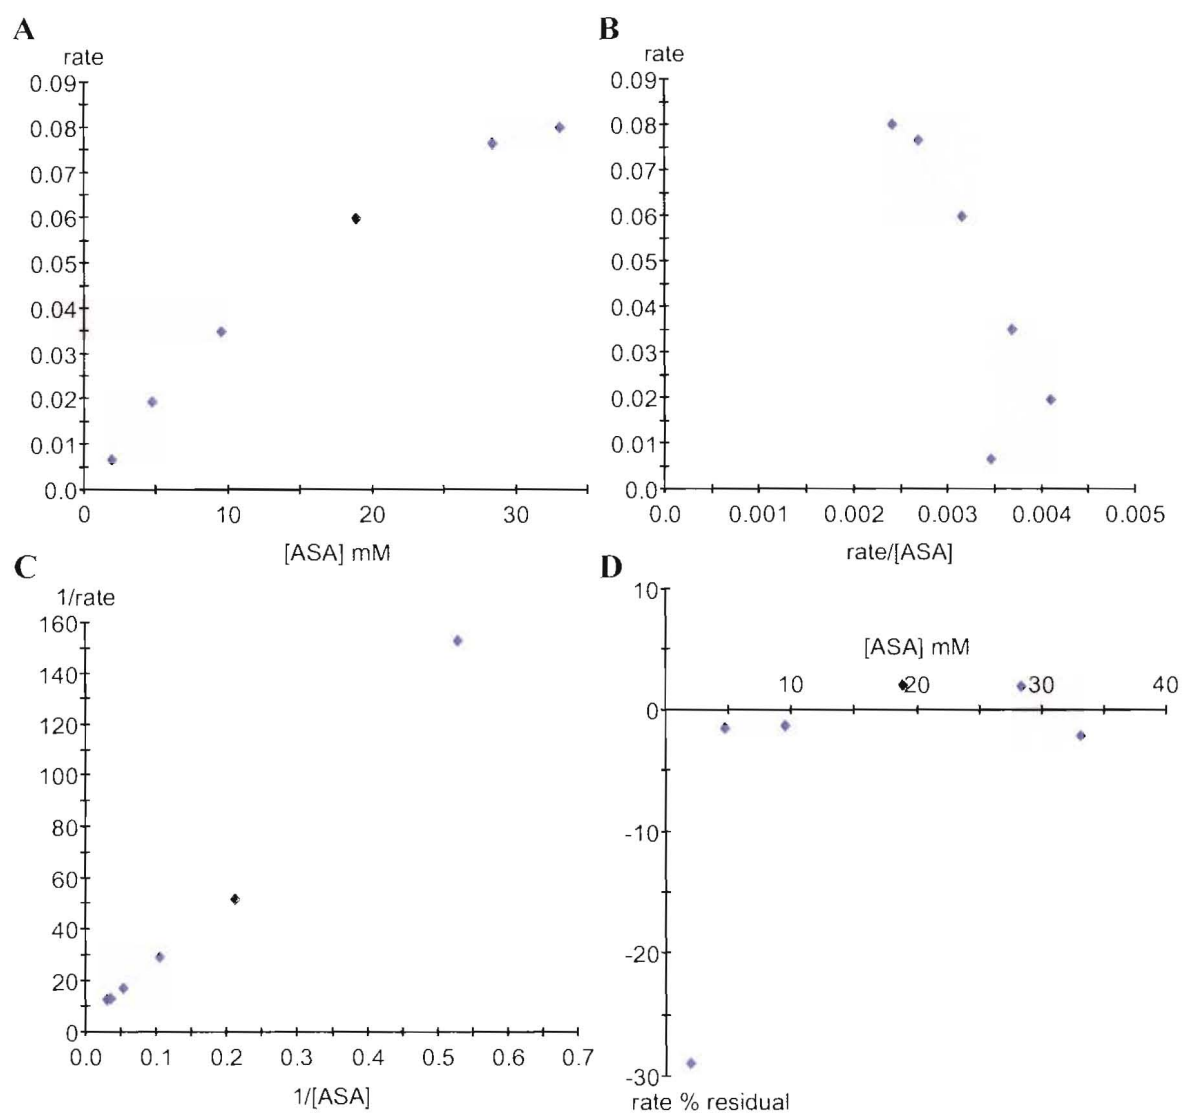 A
rate
0.09
0.08
0.07
0.06
0.05
0.04
0.03
0.02
0.01
0.0
0 10 20 30
[ASA] mM
B
rate
0.09
0.08
0.07
0.06
0.05
0.04
0.03
0.02
0.01
0.0
0.0 0.001 0.002 0.003 0.004 0.005
rate/[ASA]
C
1/rate
160
140
120
100
80
60
40
20
0
0.0 0.1 0.2 0.3 0.4 0.5 0.6 0.7
1/[ASA]
D
10
[ASA] mM
10 20 30 40
0
-10
-20
-30
rate % residual